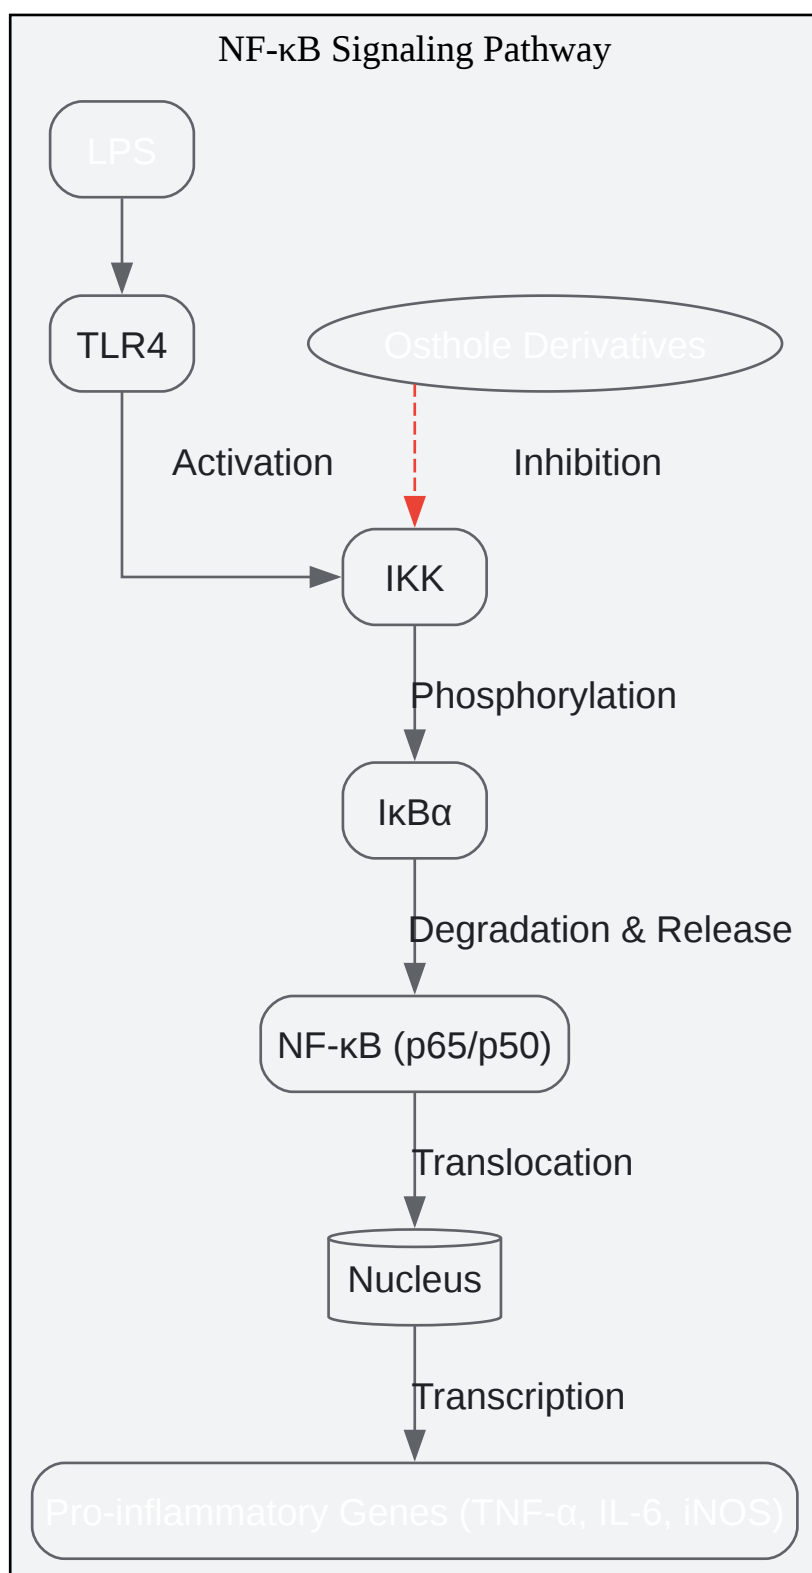 NF-κB Signaling Pathway
LPS
TLR4
Osthole Derivatives
Activation
Inhibition
IKK
Phosphorylation
IκBα
Degradation & Release
NF-κB (p65/p50)
Translocation
Nucleus
Transcription
Pro-inflammatory Genes (TNF-α, IL-6, iNOS)